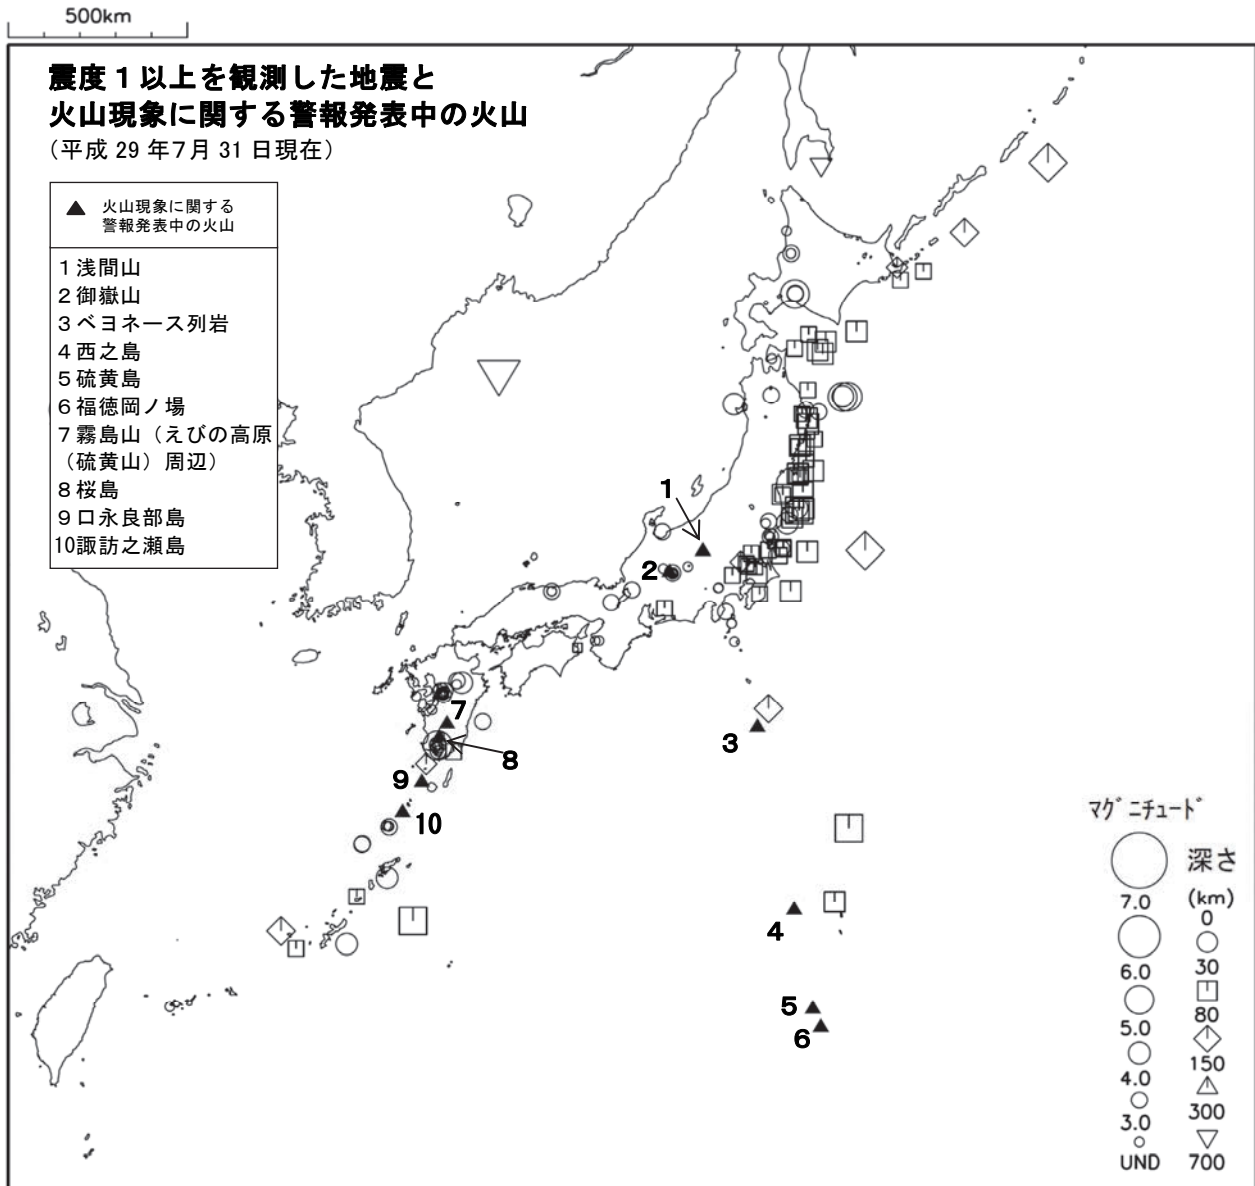 500km
震度１以上を観測した地震と
火山現象に関する警報発表中の火山
（平成 29 年７月 31 日現在）
▲ 火山現象に関する
警報発表中の火山
１浅間山
２御嶽山
３ベヨネース列岩
４西之島
５硫黄島
６福徳岡ノ場
７霧島山（えびの高原
（硫黄山）周辺）
８桜島
９口永良部島
10諏訪之瀬島
1
2
3
4
5
6
7
8
9
10
マグニチュード
7.0
6.0
5.0
4.0
3.0
UND
深さ
(km)
0
30
80
150
300
700